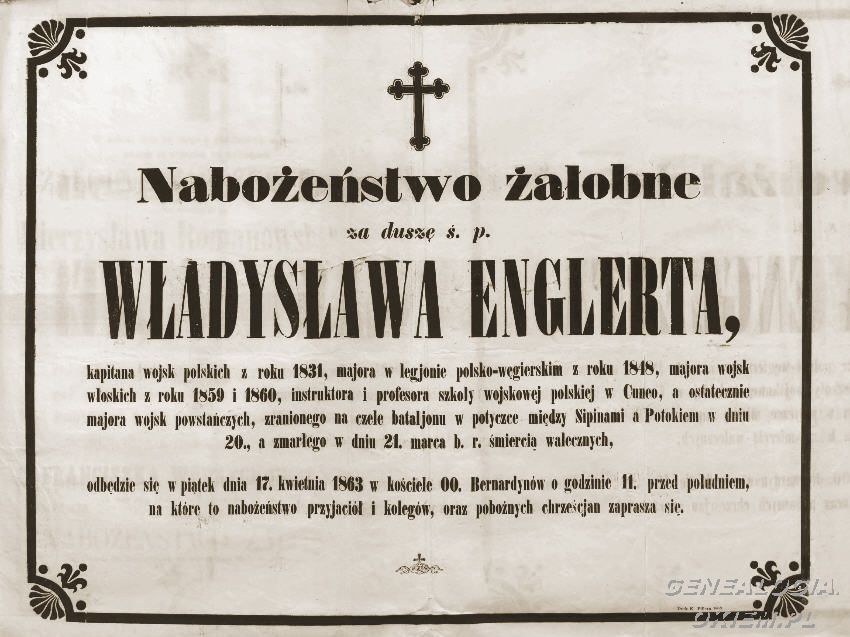 Nabożeństwo żałobne
za duszę ś. p.
WŁADYSŁAWA ENGLERTA,
kapitana wojsk polskich z roku 1831, majora w legjonie polsko-węgierskim z roku 1848, majora wojsk
włoskich z roku 1859 i 1860, instruktora i profesora szkoły wojskowej polskiej w Cuneo, a ostatecznie
majora wojsk powstańczych, zranionego na czele bataljonu w potyczce między Sipinami a Potokiem w dniu
20., a zmarłego w dniu 21. marca b. r. śmiercią walecznych,
odbędzie się w piątek dnia 17. kwietnia 1863 w kościele OO. Bernardynów o godzinie 11. przed południem,
na które to nabożeństwo przyjaciół i kolegów, oraz pobożnych chrześcjan zaprasza się.
GENEALOGIA.
OKIEM.PL